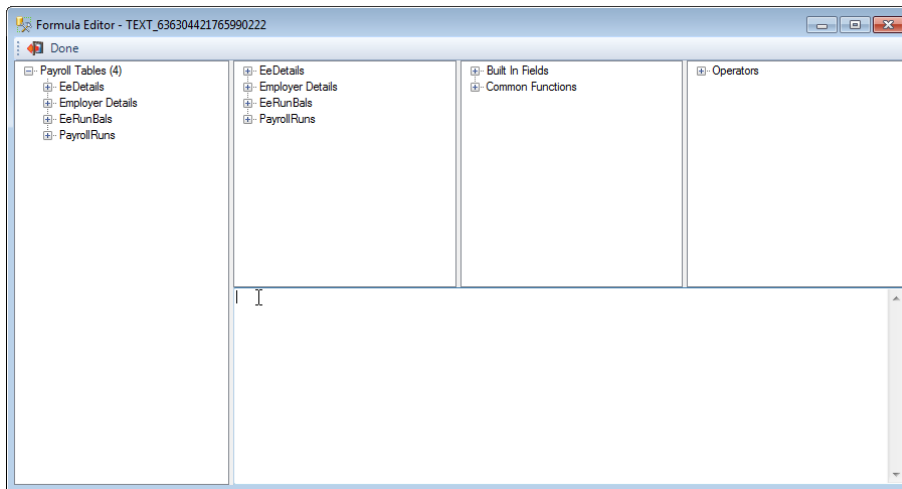 Formula Editor - TEXT_636304421765990222
Done
Payroll Tables (4)
EeDetails
Employer Details
EeRunBals
PayrollRuns
EeDetails
Employer Details
EeRunBals
PayrollRuns
Built In Fields
Common Functions
Operators